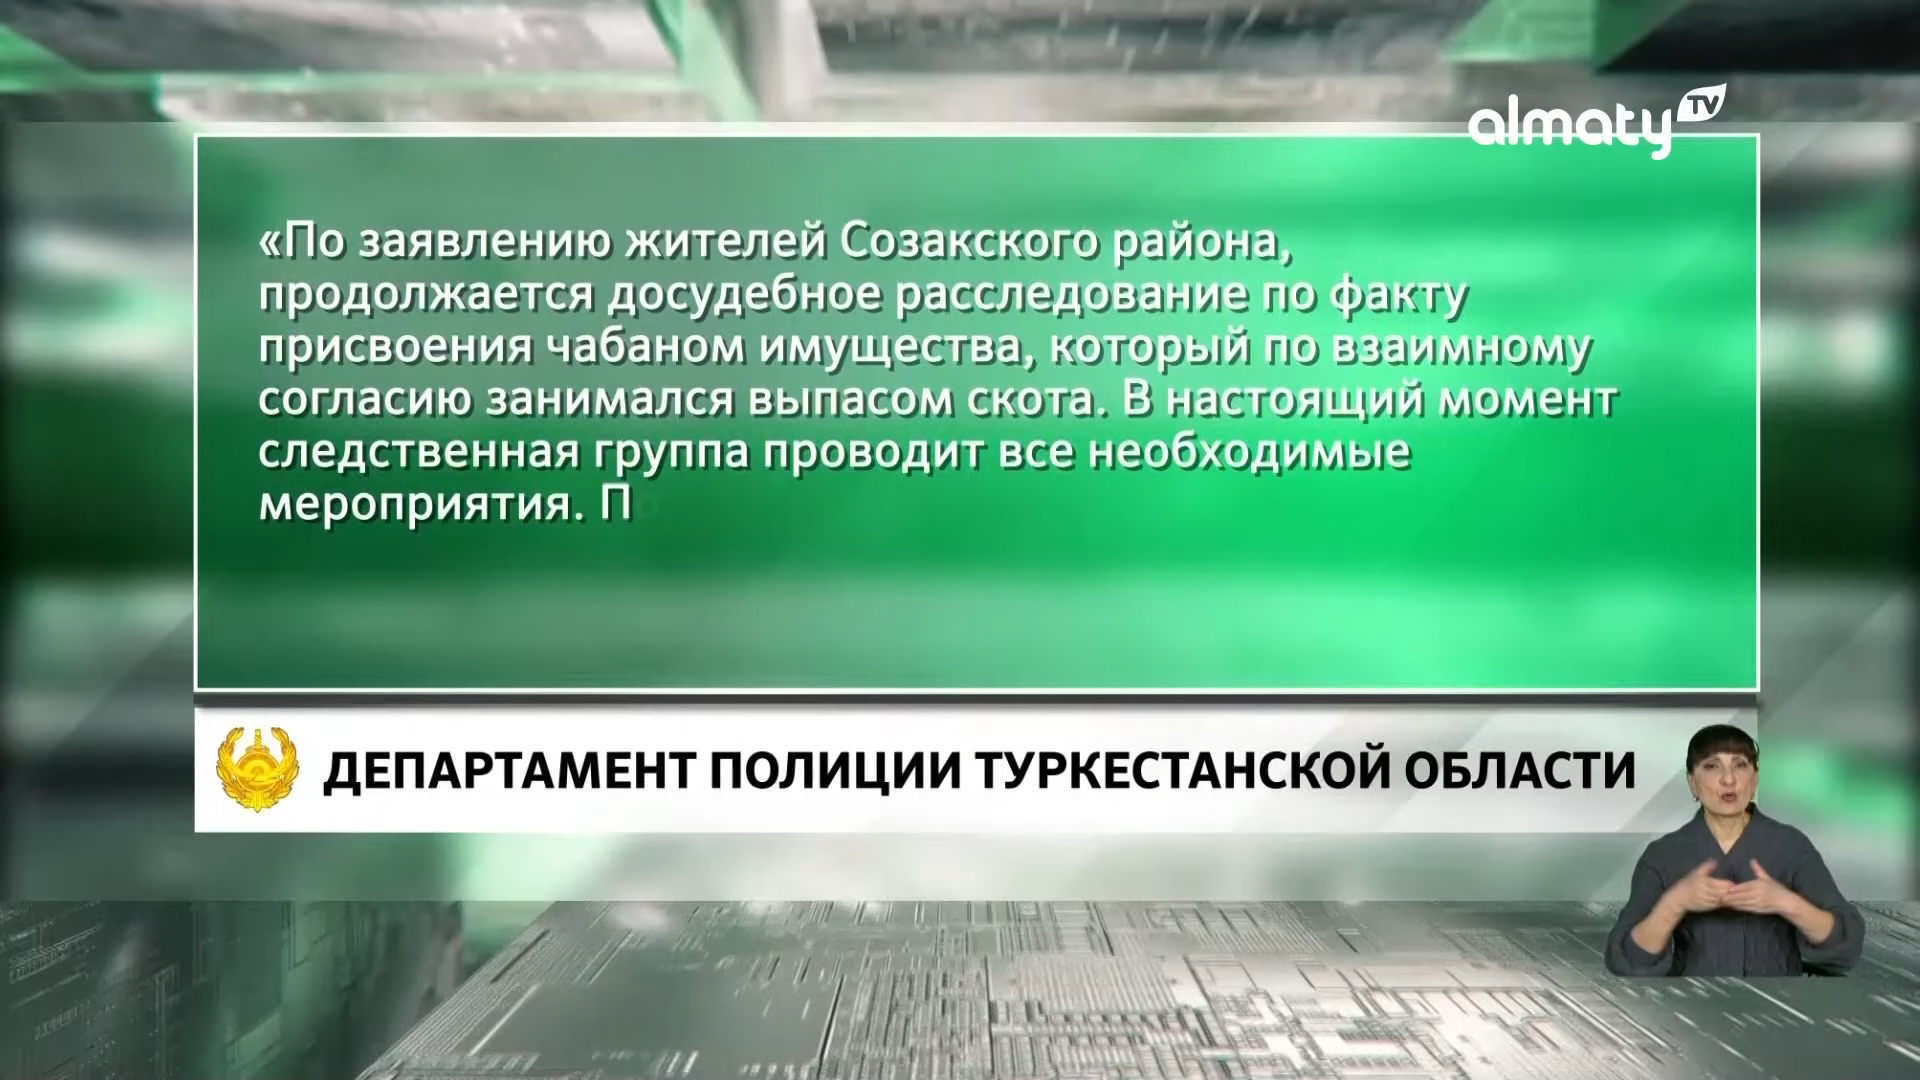 almaty TV
«По заявлению жителей Созакского района,
продолжается досудебное расследование по факту
присвоения чабаном имущества, который по взаимному
согласию занимался выпасом скота. В настоящий момент
следственная группа проводит все необходимые
мероприятия. П
ДЕПАРТАМЕНТ ПОЛИЦИИ ТУРКЕСТАНСКОЙ ОБЛАСТИ